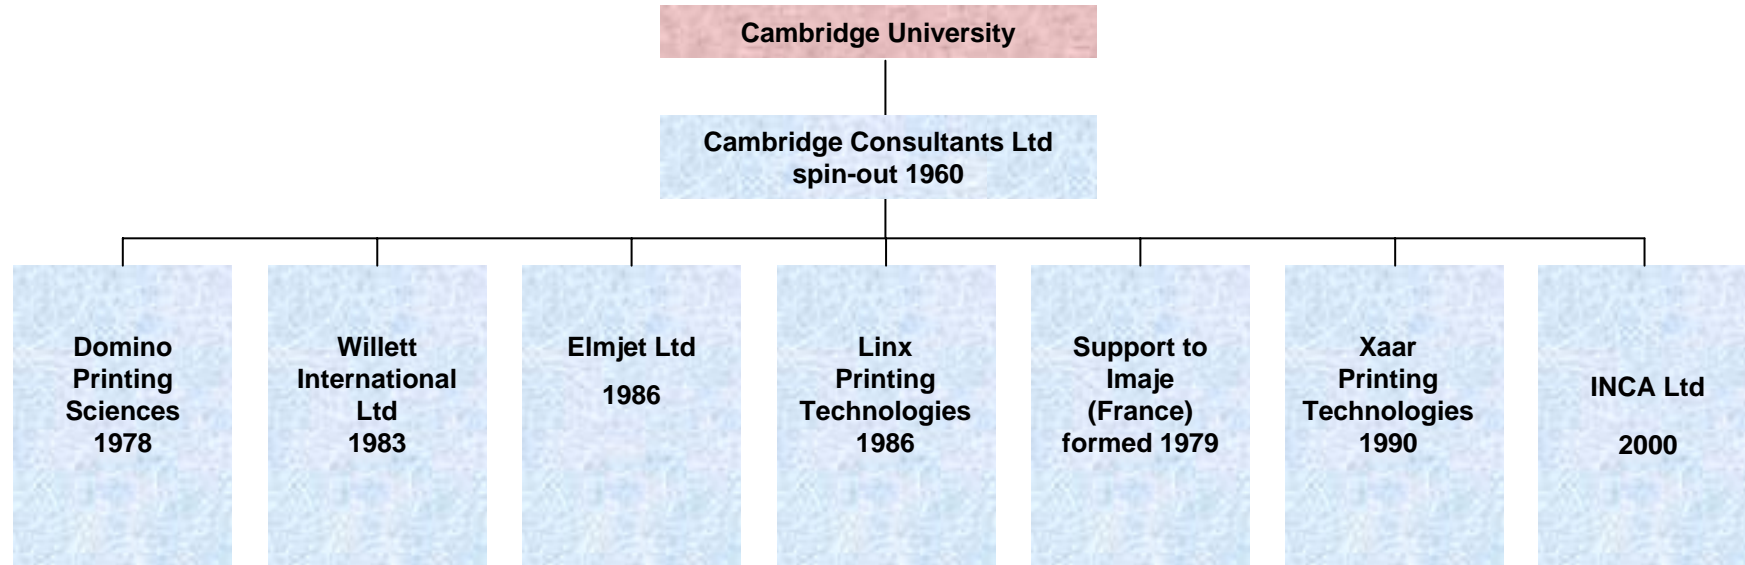 Cambridge University
Cambridge Consultants Ltd
spin-out 1960
Domino
Printing
Sciences
1978
Willett
International
Ltd
1983
Elmjet Ltd
1986
Linx
Printing
Technologies
1986
Support to
Imaje
(France)
formed 1979
Xaar
Printing
Technologies
1990
INCA Ltd
2000